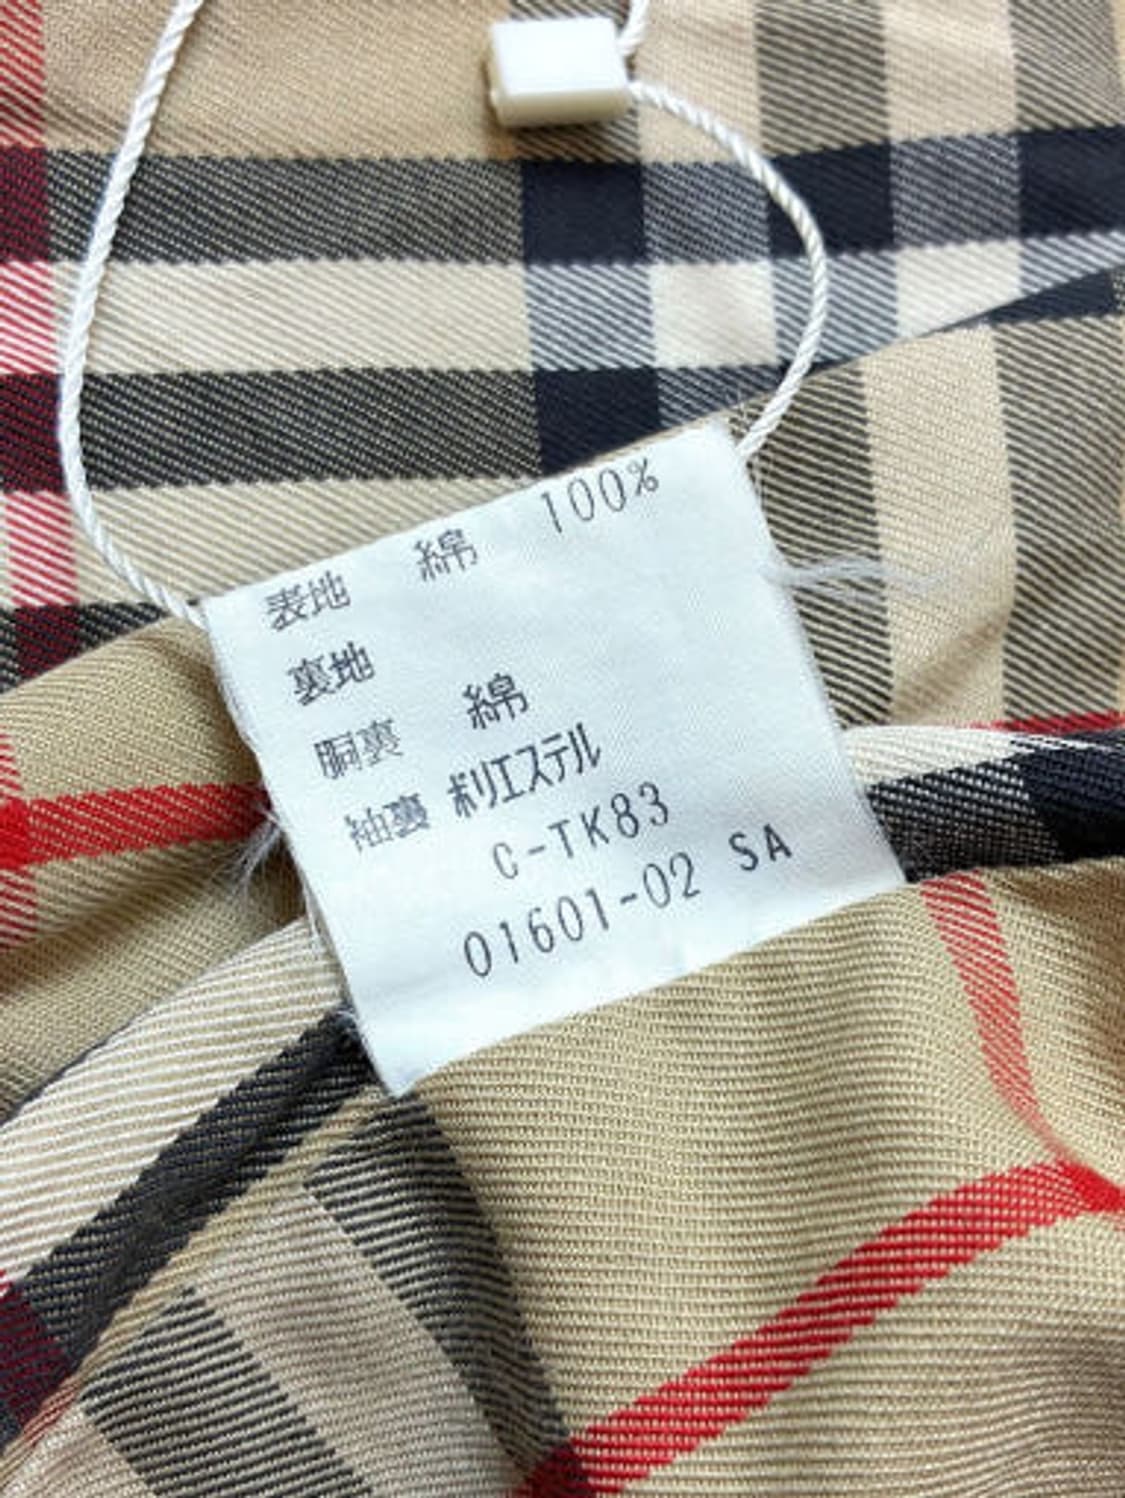 表地 綿 100%
裏地
胴裏 綿
袖裏 ポリエステル
C-TK83
01601-02 SA